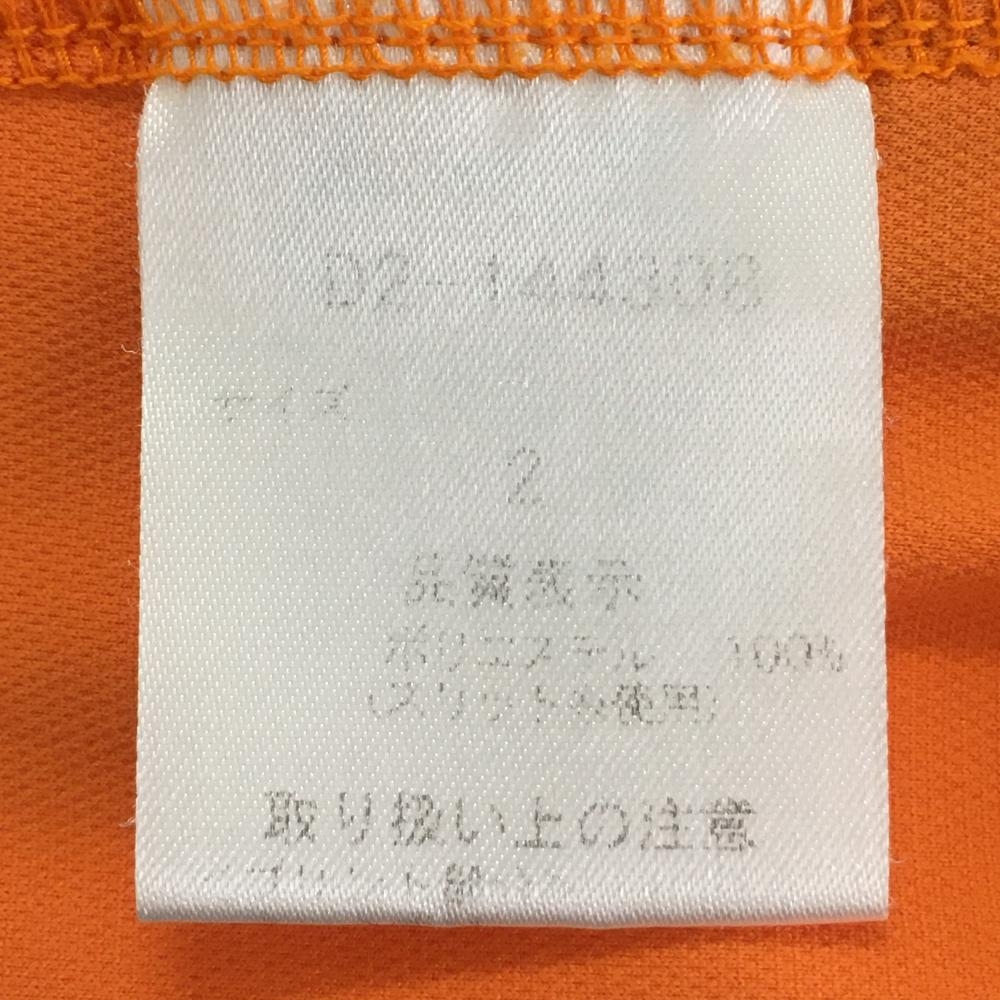 D2-144308
サイズ
2
品質表示
ポリエステル 100%
(スリット糸使用)
取り扱い上の注意